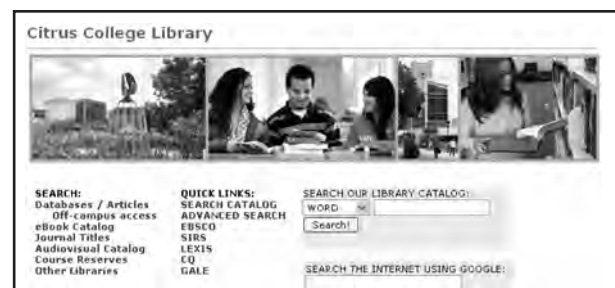 Citrus College Library
SEARCH:
Databases / Articles
Off-campus access
eBook Catalog
Journal Titles
Audiovisual Catalog
Course Reserves
Other Libraries
QUICK LINKS:
SEARCH CATALOG
ADVANCED SEARCH
EBSCO
SIRS
LEXIS
CQ
GALE
SEARCH OUR LIBRARY CATALOG:
WORD
Search!
SEARCH THE INTERNET USING GOOGLE: